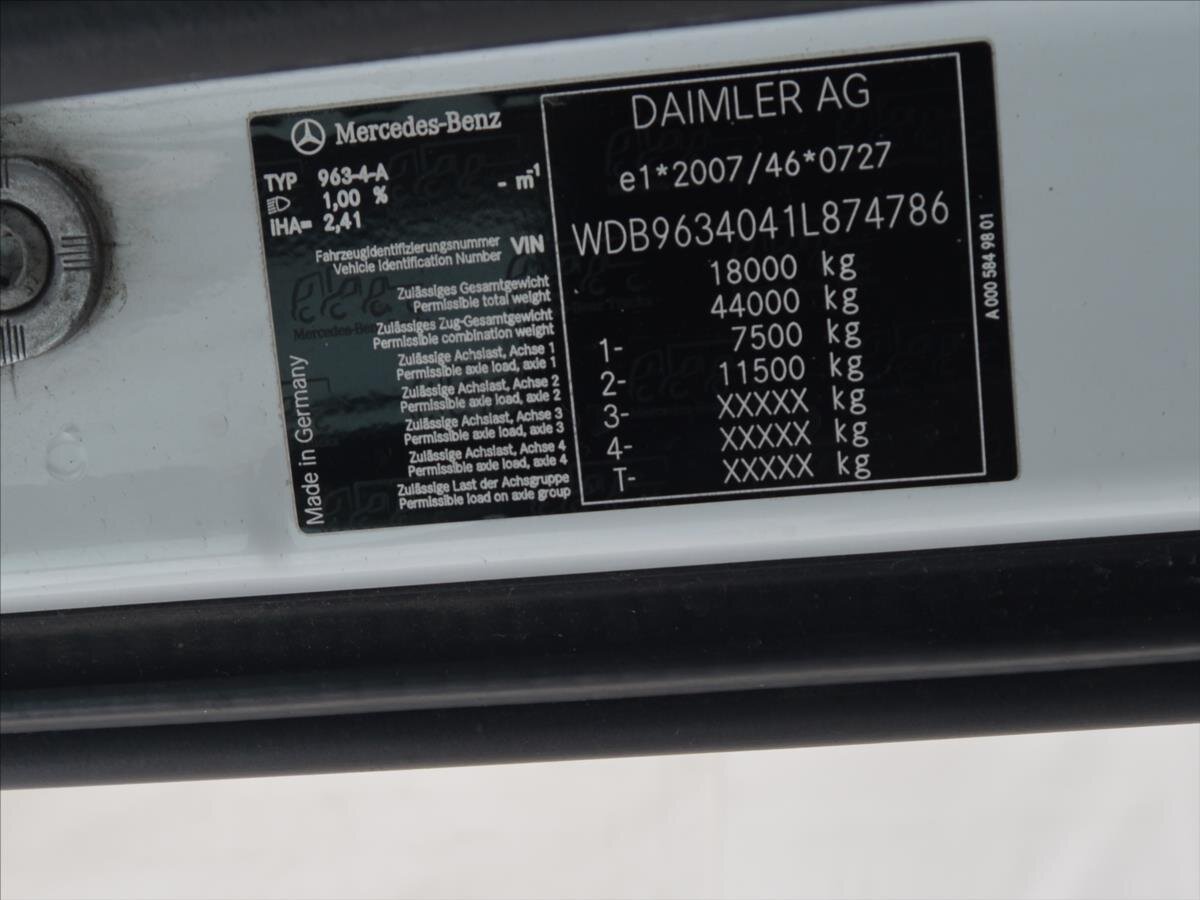 Mercedes-Benz
TYP 963-4-A - m-1
1,00 %
IHA= 2,41
Fahrzeugidentifizierungsnummer
Vehicle Identification Number
VIN
Zulässiges Gesamtgewicht
Permissible total weight
Zulässiges Zug-Gesamtgewicht
Permissible combination weight
Zulässige Achslast, Achse 1
Permissible axle load, axle 1
Zulässige Achslast, Achse 2
Permissible axle load, axle 2
Zulässige Achslast, Achse 3
Permissible axle load, axle 3
Zulässige Achslast, Achse 4
Permissible axle load, axle 4
Zulässige Last der Achsgruppe
Permissible load on axle group
Made in Germany
DAIMLER AG
e1*2007/46*0727
WDB9634041L874786
18000 kg
44000 kg
1- 7500 kg
2- 11500 kg
3- XXXXX kg
4- XXXXX kg
T- XXXXX kg
A 000 584 98 01